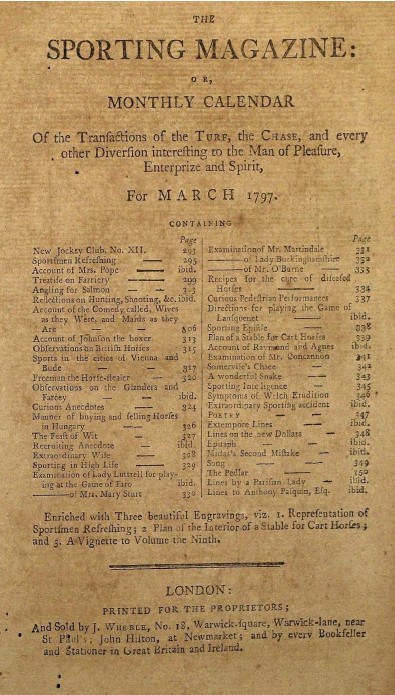 THE
SPORTING MAGAZINE:
OR,
MONTHLY CALENDAR
Of the Transactions of the TURF, the CHASE, and every
other Diversion interesting to the Man of Pleasure,
Enterprize and Spirit,
For MARCH 1797.
CONTAINING
Page
New Jockey Club, No. XII. 295
Sportsmen Refreshing — 295
Account of Mrs. Pope — ibid.
Treatise on Farriery — 299
Angling for Salmon — 303
Reflections on Hunting, Shooting, &c. ibid.
Account of the Comedy called, Wives
as they Were, and Maids as they
Are 306
Account of Johnson the boxer 313
Observations on British Horses 315
Sports in the cities of Vienna and
Bude — 317
Freeman the Horse-stealer — 320
Observations on the Glanders and
Farcey — ibid.
Curious Anecdotes — 324
Manner of buying and selling Horses
in Hungary — 326
The Feast of Wit — 327
Recruiting Anecdote — ibid.
Extraordinary Wife — 328
Sporting in High Life — 329
Examination of Lady Luttrell for play-
ing at the Game of Faro ibid.
— of Mrs. Mary Sturt 330
Page
Examination of Mr. Martindale 331
— of Lady Buckinghamshire 332
— of Mr. O'Burne — 333
Recipes for the cure of diseased
Horses — 334
Curious Pedestrian Performances 337
Directions for playing the Game of
Lansquenet — ibid.
Sporting Epistle — 338
Plan of a Stable for Cart Horses 339
Account of Raymond and Agnes ibid.
Examination of Mr. Concannon 341
Somervile's Chace — 342
A wonderful Snake — 343
Sporting Intelligence — 345
Symptoms of Welch Erudition 346
Extraordinary Sporting accident ibid.
POETRY — 347
Extempore Lines — ibid.
Lines on the new Dollars — 348
Epitaph — ibid.
Midas's Second Mistake — ibid.
Song — 349
The Pedlar — 350
Lines by a Parisian Lady — ibid.
Lines to Anthony Pasquin, Esq. ibid.
Enriched with Three beautiful Engravings, viz. 1. Representation of
Sportsmen Refreshing; 2 Plan of the Interior of a Stable for Cart Horses;
and 3. A Vignette to Volume the Ninth.
LONDON:
PRINTED FOR THE PROPRIETORS;
And Sold by J. WHEBLE, No. 18, Warwick-square, Warwick-lane, near
St Paul's, John Hilton, at Newmarket; and by every Bookseller
and Stationer in Great Britain and Ireland.